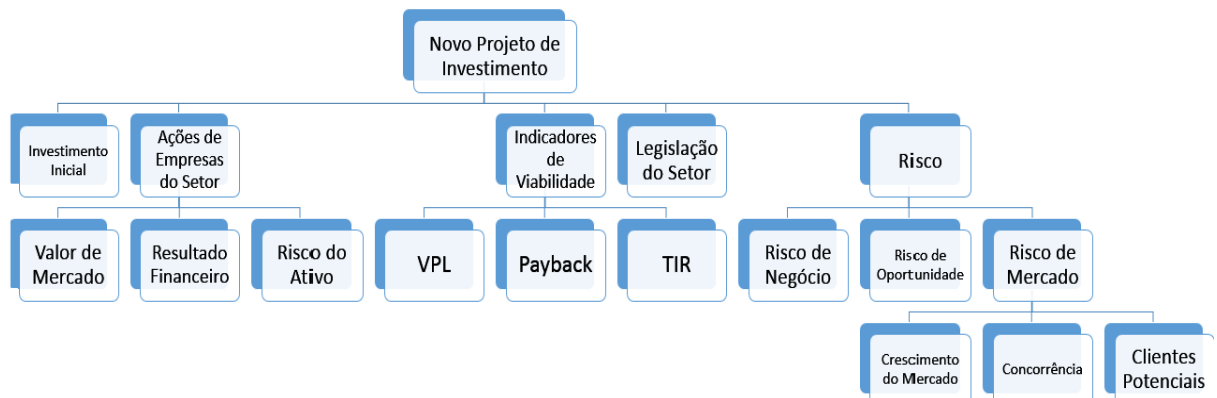 Novo Projeto de
Investimento
Investimento
Inicial
Ações de
Empresas
do Setor
Indicadores
de
Viabilidade
Legislação
do Setor
Risco
Valor de
Mercado
Resultado
Financeiro
Risco do
Ativo
VPL
Payback
TIR
Risco de
Negócio
Risco de
Oportunidade
Risco de
Mercado
Crescimento
do Mercado
Concorrência
Clientes
Potenciais